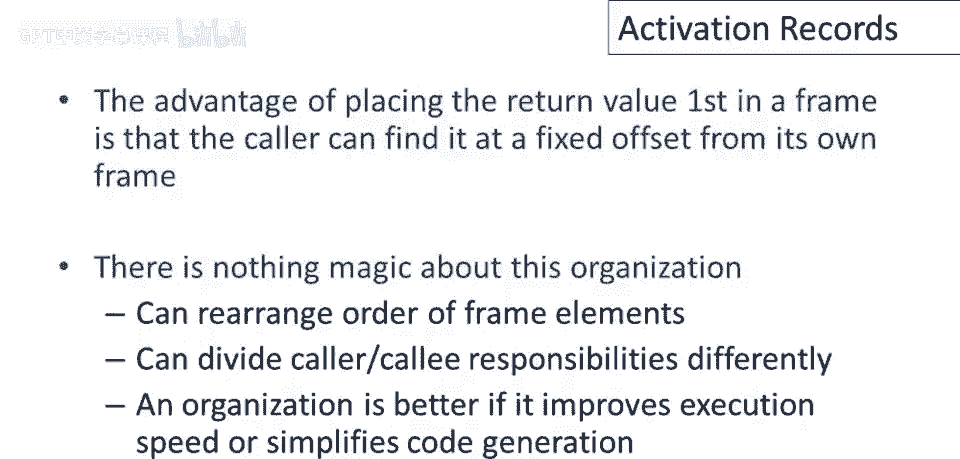 Activation Records
• The advantage of placing the return value 1st in a frame
is that the caller can find it at a fixed offset from its own
frame
• There is nothing magic about this organization
– Can rearrange order of frame elements
– Can divide caller/callee responsibilities differently
– An organization is better if it improves execution
speed or simplifies code generation